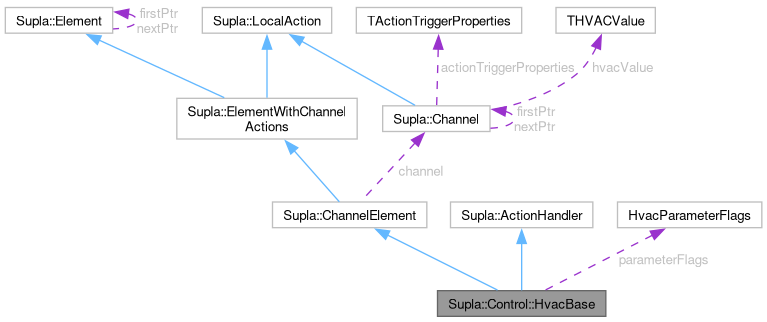 Supla::Element
firstPtr
nextPtr
Supla::LocalAction
TActionTriggerProperties
THVACValue
actionTriggerProperties
hvacValue
Supla::ElementWithChannel
Actions
Supla::Channel
firstPtr
nextPtr
channel
Supla::ChannelElement
Supla::ActionHandler
HvacParameterFlags
parameterFlags
Supla::Control::HvacBase